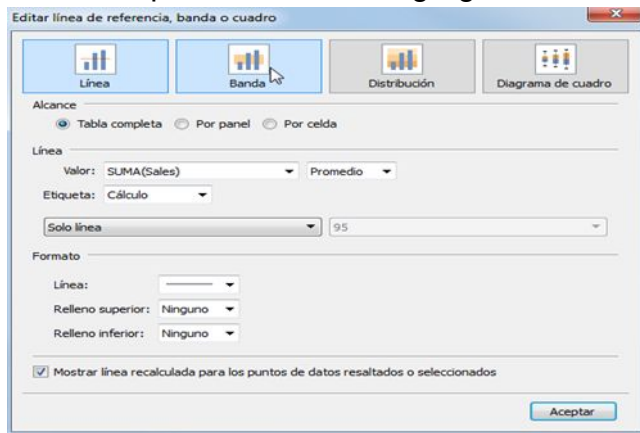 Editar línea de referencia, banda o cuadro
Línea Banda Distribución Diagrama de cuadro
Alcance
Tabla completa Por panel Por celda
Línea
Valor: SUMA(Sales) Promedio
Etiqueta: Cálculo
Solo línea 95
Formato
Línea:
Relleno superior: Ninguno
Relleno inferior: Ninguno
Mostrar línea recalculada para los puntos de datos resaltados o seleccionados
Aceptar